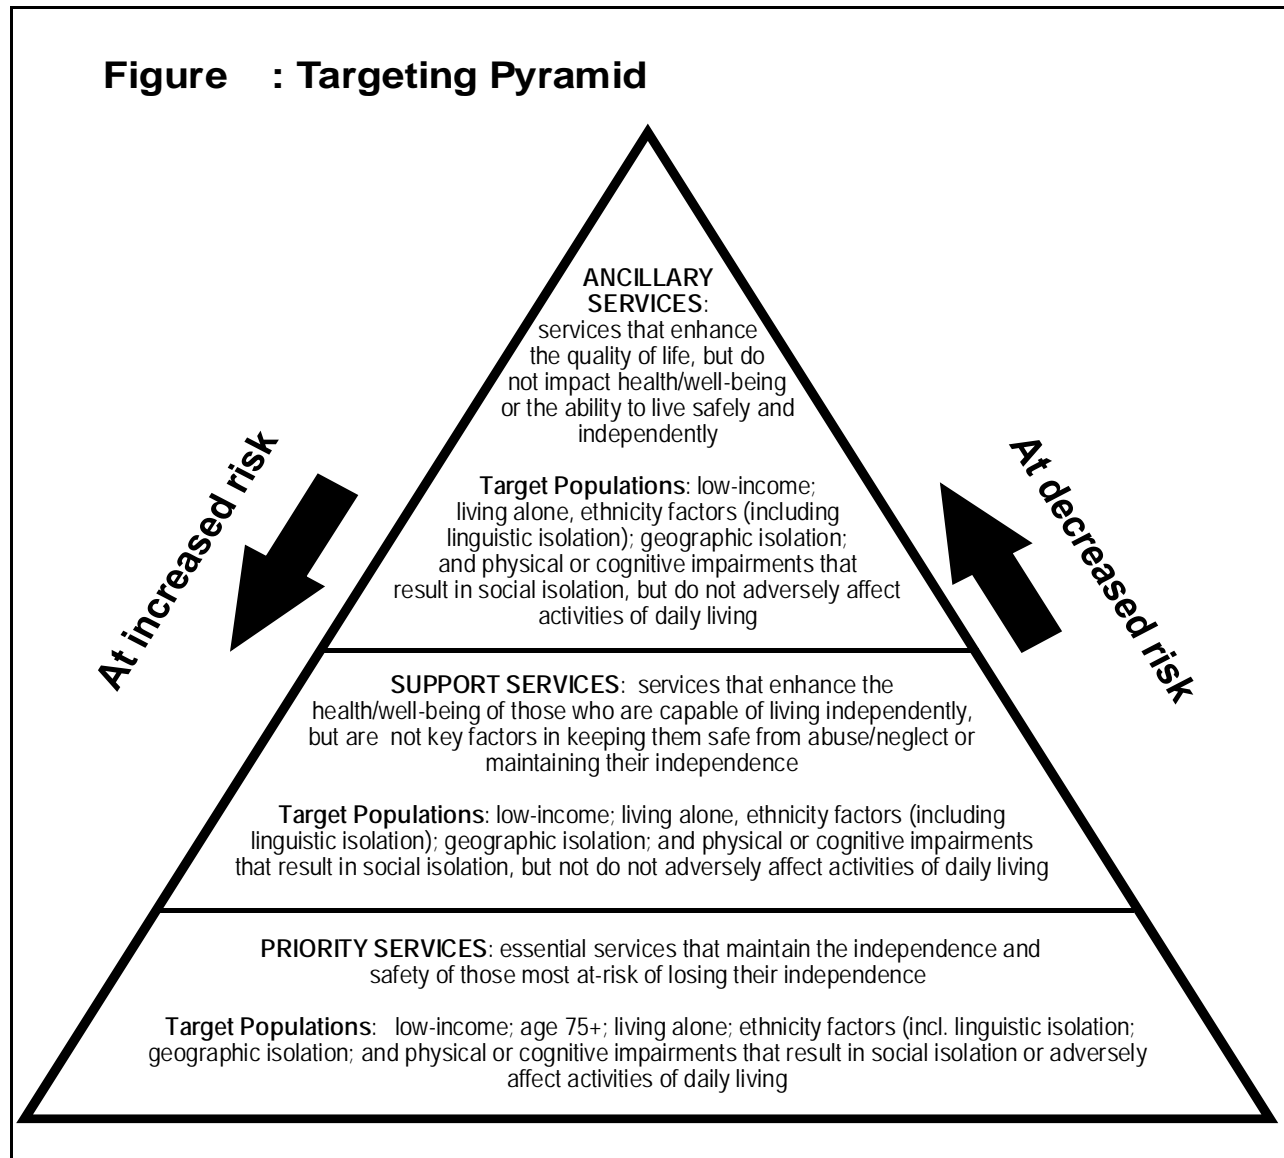 Figure : Targeting Pyramid
ANCILLARY
SERVICES:
services that enhance
the quality of life, but do
not impact health/well-being
or the ability to live safely and
independently
Target Populations: low-income;
living alone, ethnicity factors (including
linguistic isolation); geographic isolation;
and physical or cognitive impairments that
result in social isolation, but do not adversely affect
activities of daily living
At increased risk
At decreased risk
SUPPORT SERVICES: services that enhance the
health/well-being of those who are capable of living independently,
but are not key factors in keeping them safe from abuse/neglect or
maintaining their independence
Target Populations: low-income; living alone, ethnicity factors (including
linguistic isolation); geographic isolation; and physical or cognitive impairments
that result in social isolation, but not do not adversely affect activities of daily living
PRIORITY SERVICES: essential services that maintain the independence and
safety of those most at-risk of losing their independence
Target Populations: low-income; age 75+; living alone; ethnicity factors (incl. linguistic isolation;
geographic isolation; and physical or cognitive impairments that result in social isolation or adversely
affect activities of daily living